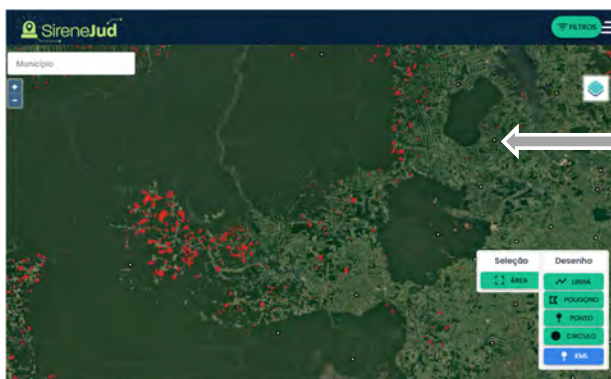 SireneJud
FILTROS
Município
+
-
Seleção
Desenho
ÁREA
LINHA
POLÍGONO
PONTO
CÍRCULO
KML